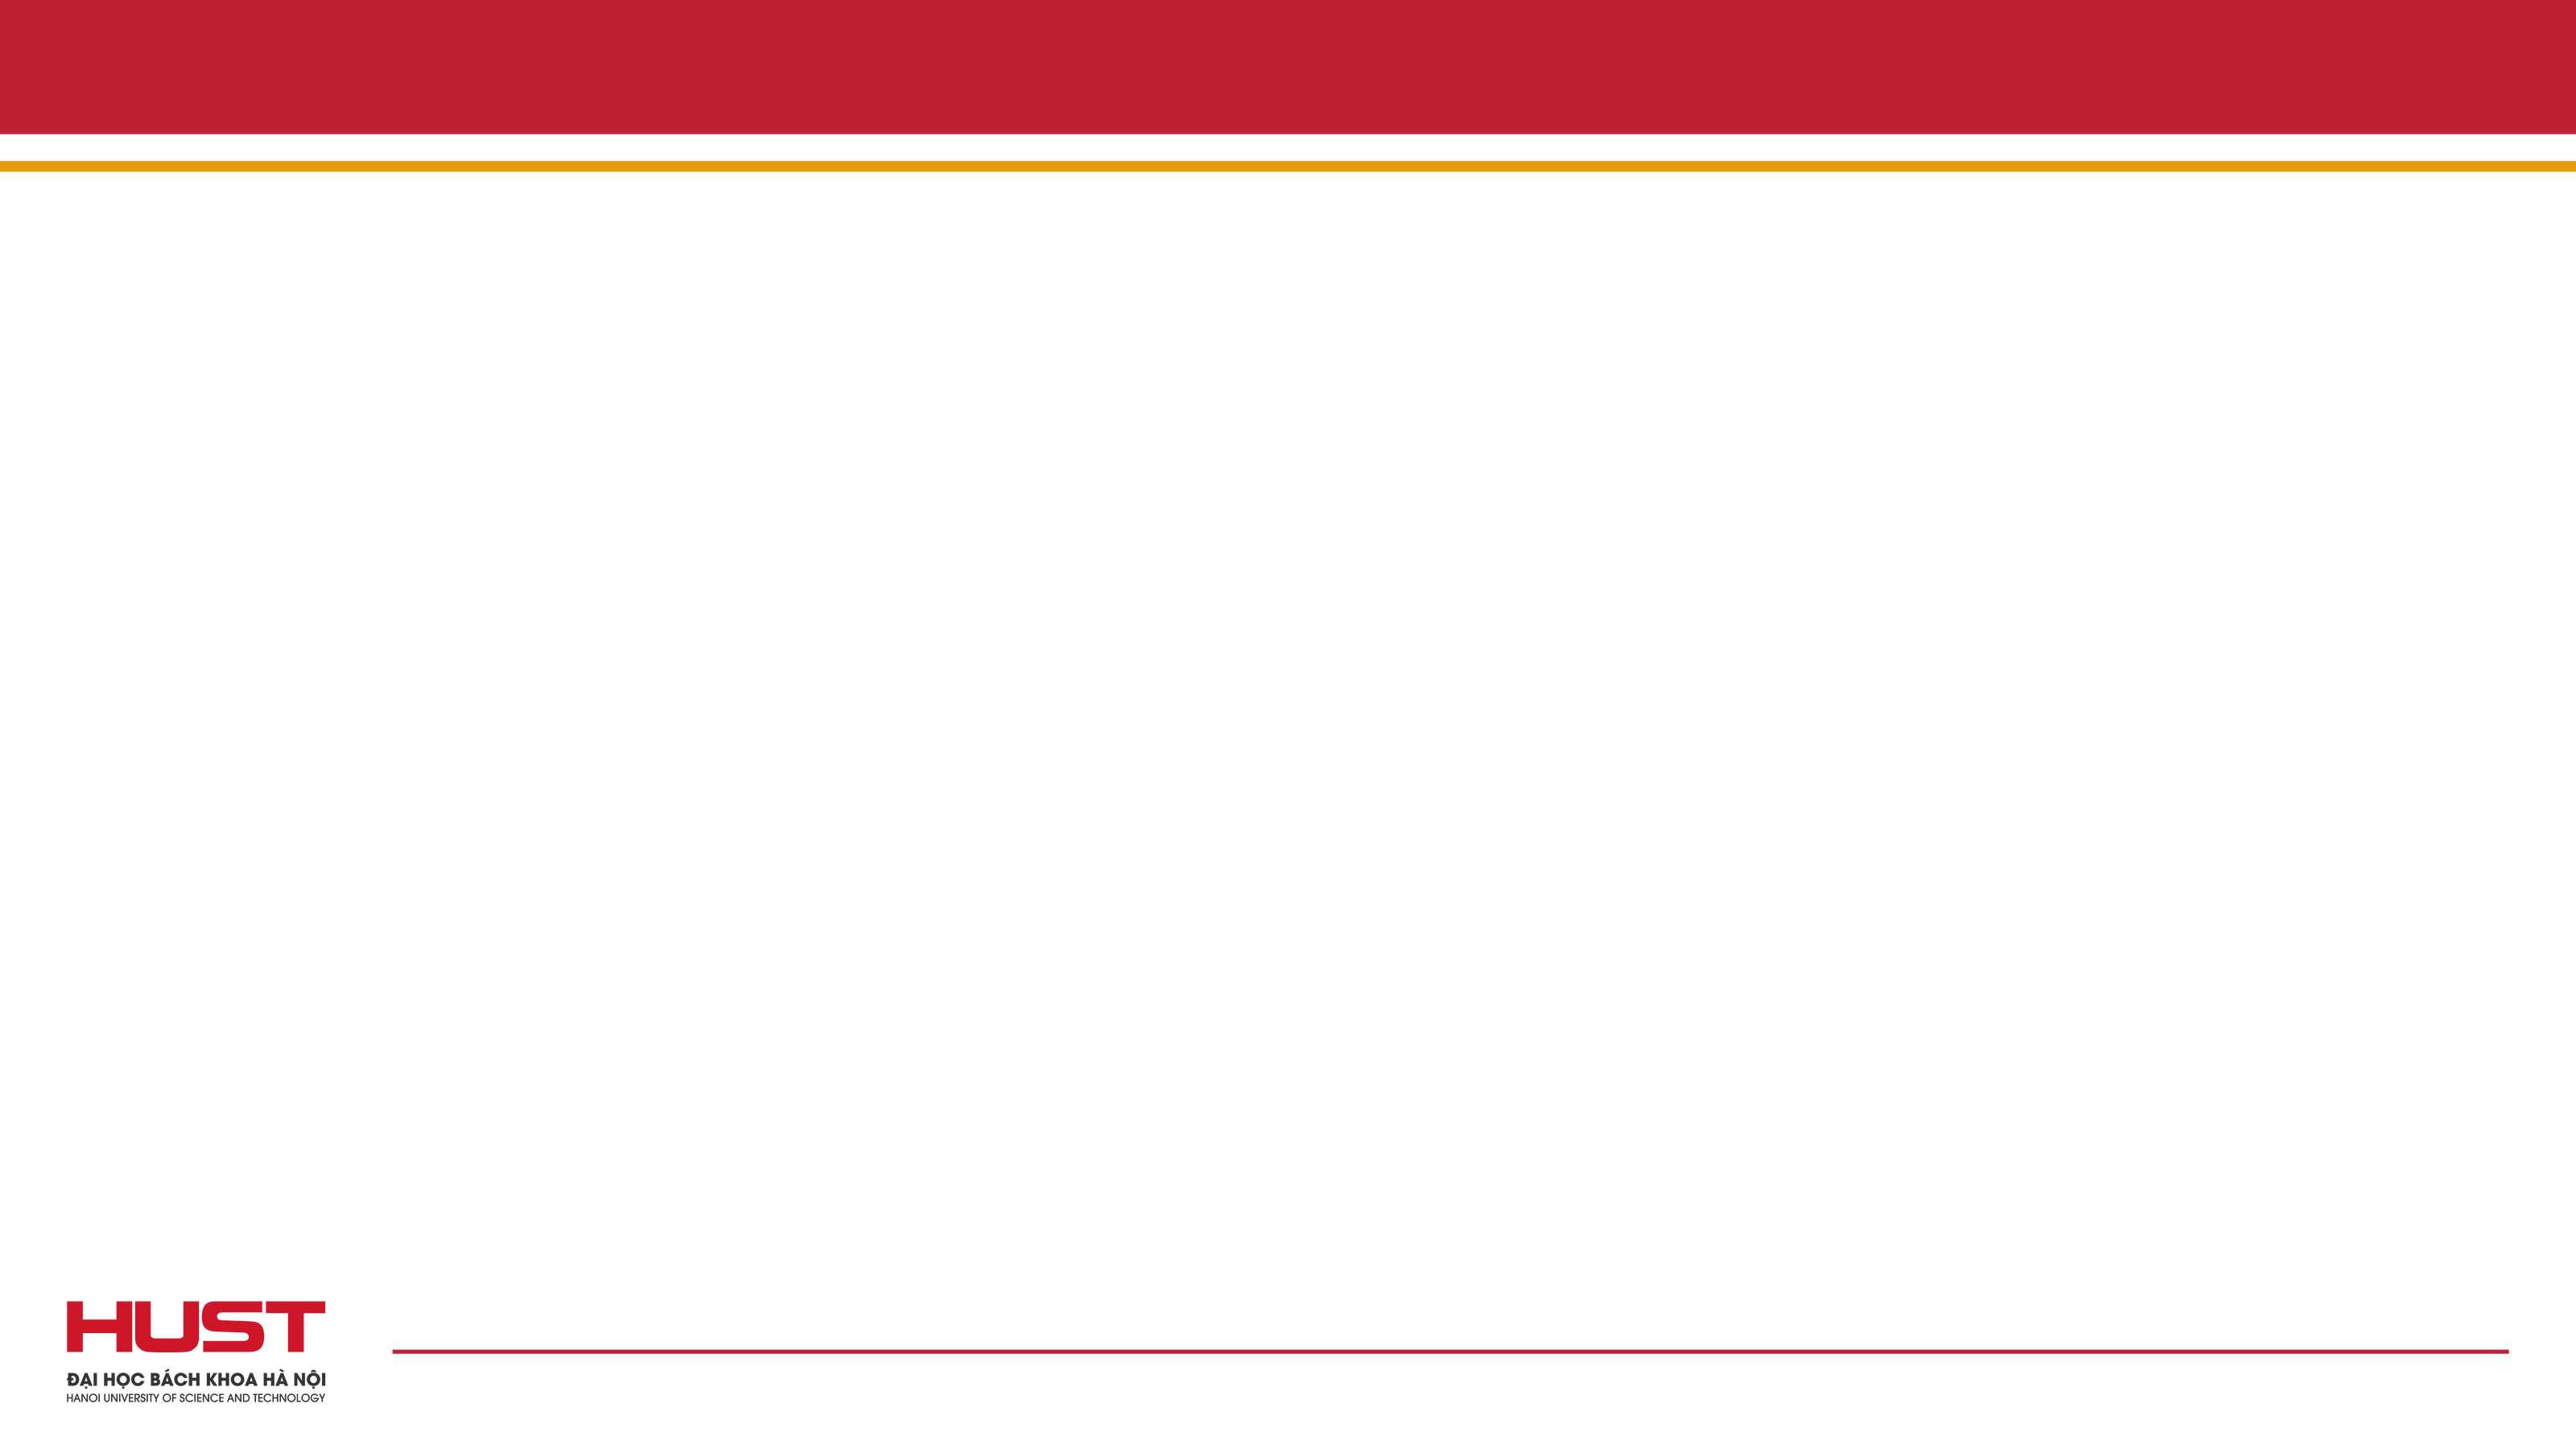 HUST
ĐẠI HỌC BÁCH KHOA HÀ NỘI
HANOI UNIVERSITY OF SCIENCE AND TECHNOLOGY